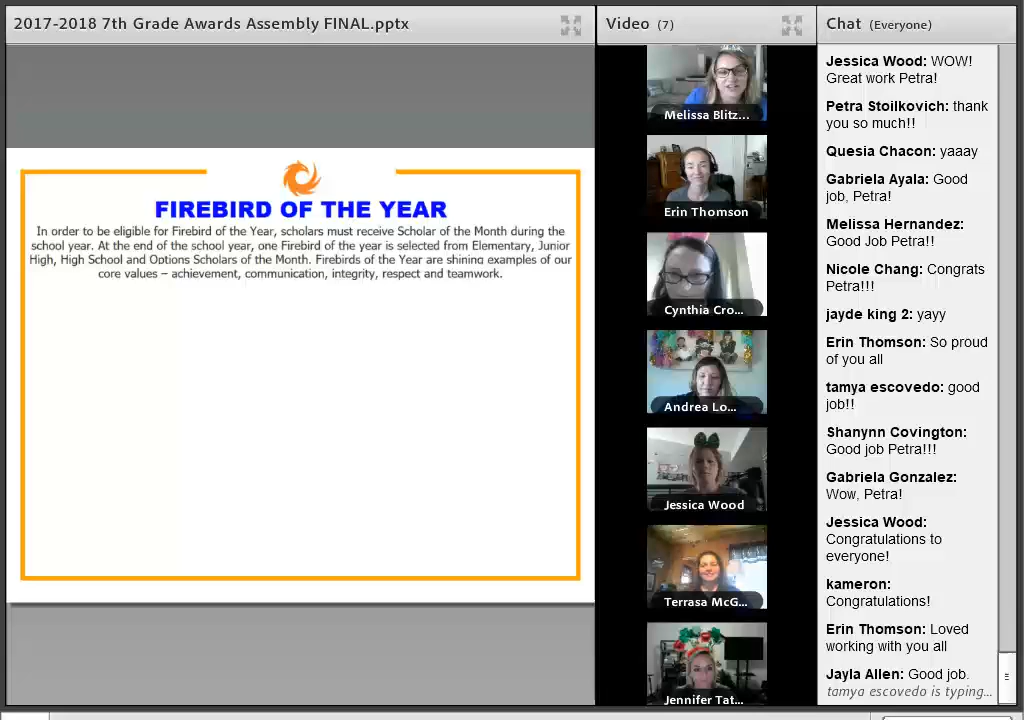 2017-2018 7th Grade Awards Assembly FINAL.pptx
FIREBIRD OF THE YEAR
In order to be eligible for Firebird of the Year, scholars must receive Scholar of the Month during the
school year. At the end of the school year, one Firebird of the year is selected from Elementary, Junior
High, High School and Options Scholars of the Month. Firebirds of the Year are shining examples of our
core values – achievement, communication, integrity, respect and teamwork.
Video (7)
Melissa Blitz...
Erin Thomson
Cynthia Cro...
Andrea Lo...
Jessica Wood
Terrasa McG...
Jennifer Tat...
Chat (Everyone)
Jessica Wood: WOW!
Great work Petra!
Petra Stoilkovich: thank
you so much!!
Quesia Chacon: yaaay
Gabriela Ayala: Good
job, Petra!
Melissa Hernandez:
Good Job Petra!!
Nicole Chang: Congrats
Petra!!!
jayde king 2: yayy
Erin Thomson: So proud
of you all
tamya escovedo: good
job!!
Shanynn Covington:
Good job Petra!!!
Gabriela Gonzalez:
Wow, Petra!
Jessica Wood:
Congratulations to
everyone!
kameron:
Congratulations!
Erin Thomson: Loved
working with you all
Jayla Allen: Good job.
tamya escovedo is typing...